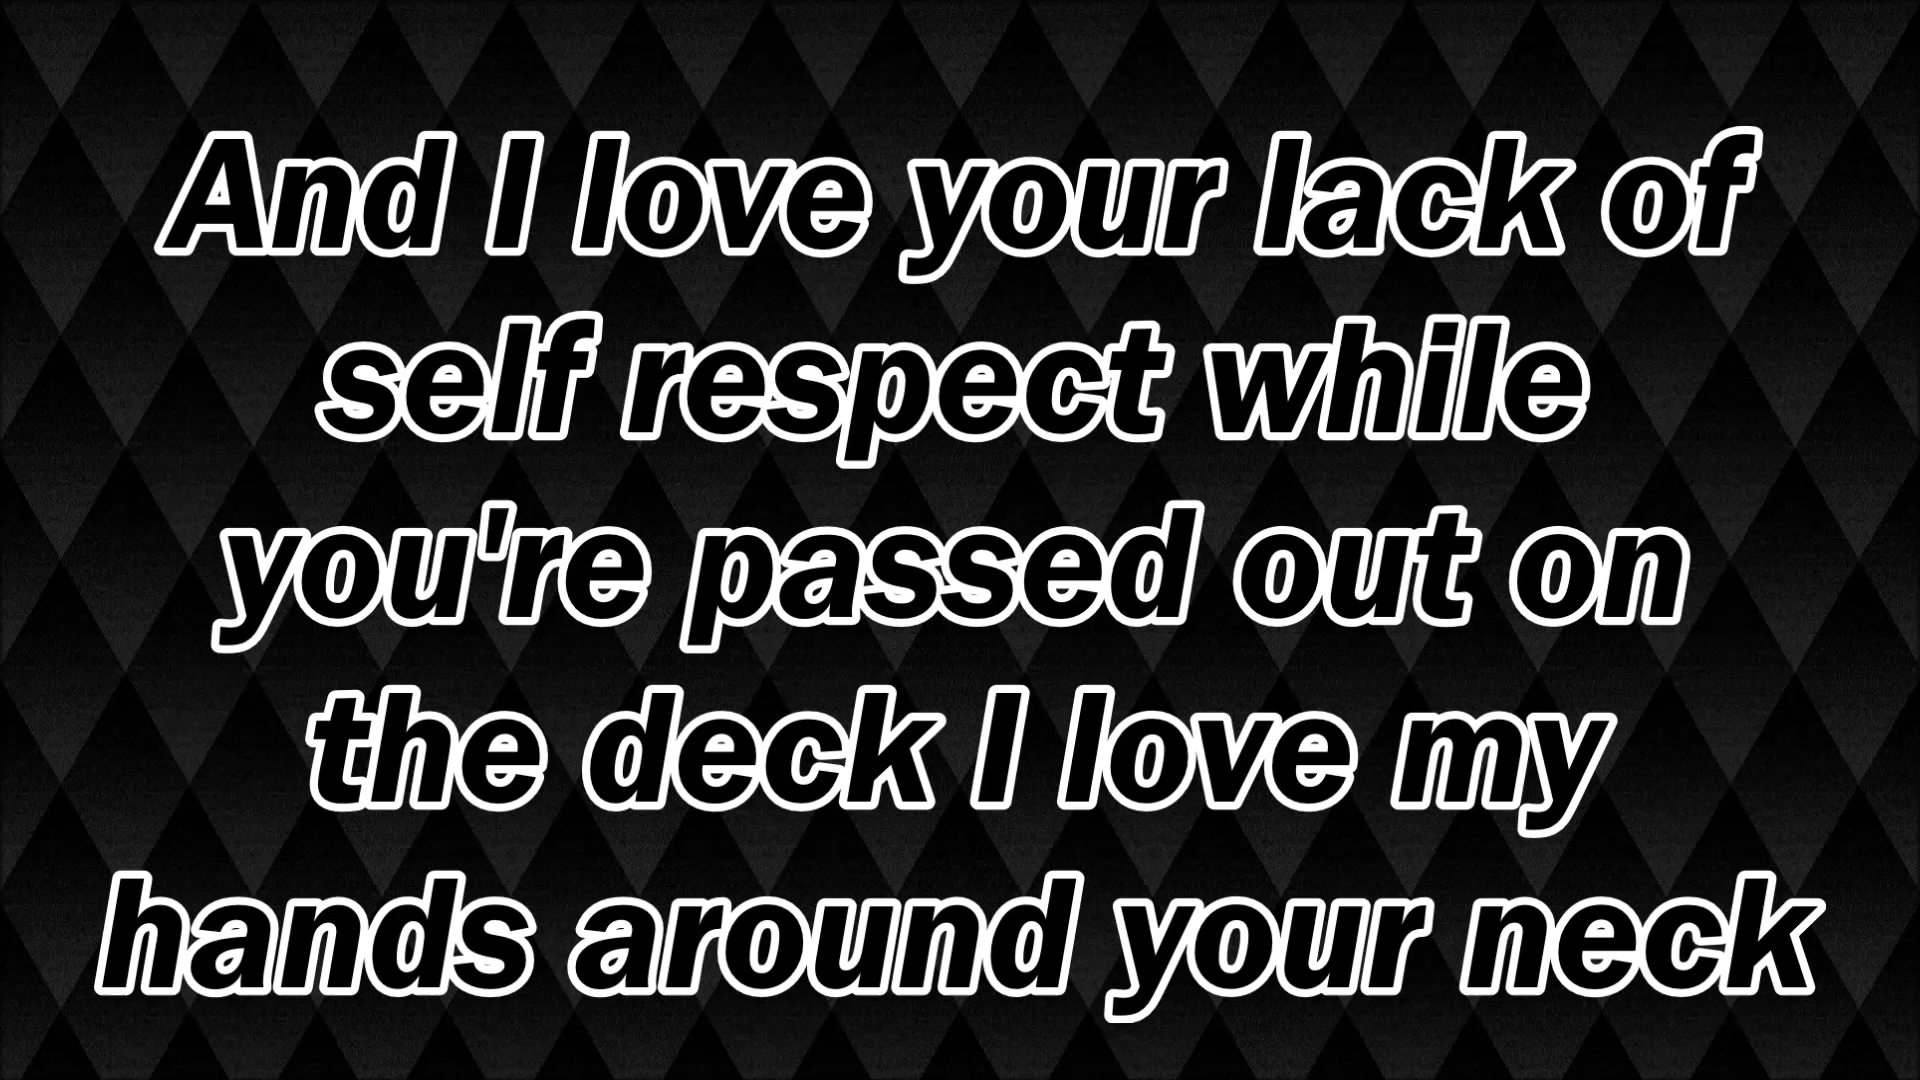 And I love your lack of
self respect while
you're passed out on
the deck I love my
hands around your neck